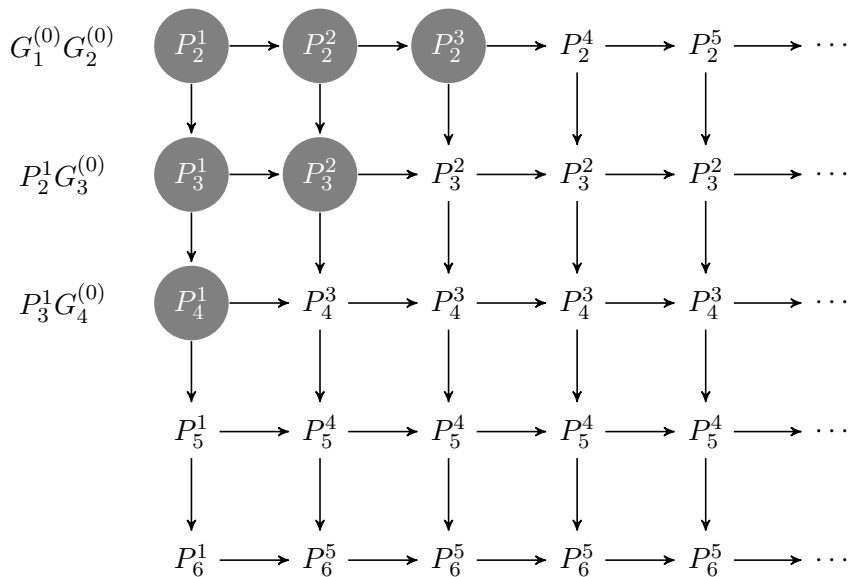 G_1^{(0)}G_2^{(0)} P_2^1 P_2^2 P_2^3 P_2^4 P_2^5 ⋯
P_2^1G_3^{(0)} P_3^1 P_3^2 P_3^2 P_3^2 P_3^2 ⋯
P_3^1G_4^{(0)} P_4^1 P_4^3 P_4^3 P_4^3 P_4^3 ⋯
P_5^1 P_5^4 P_5^4 P_5^4 P_5^4 ⋯
P_6^1 P_6^5 P_6^5 P_6^5 P_6^5 ⋯